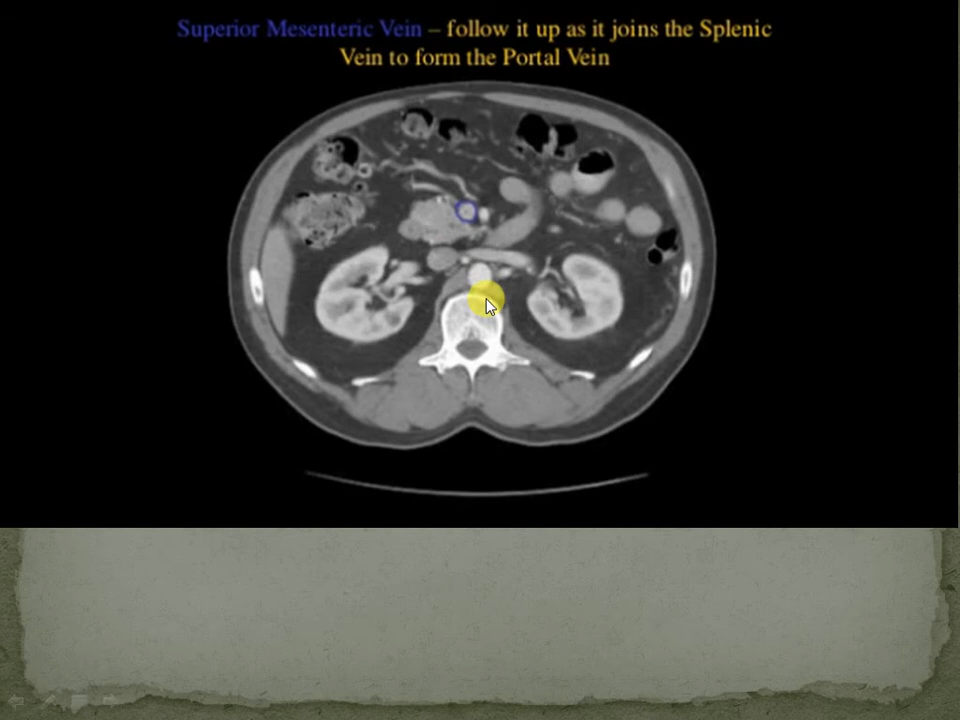 Superior Mesenteric Vein – follow it up as it joins the Splenic
Vein to form the Portal Vein